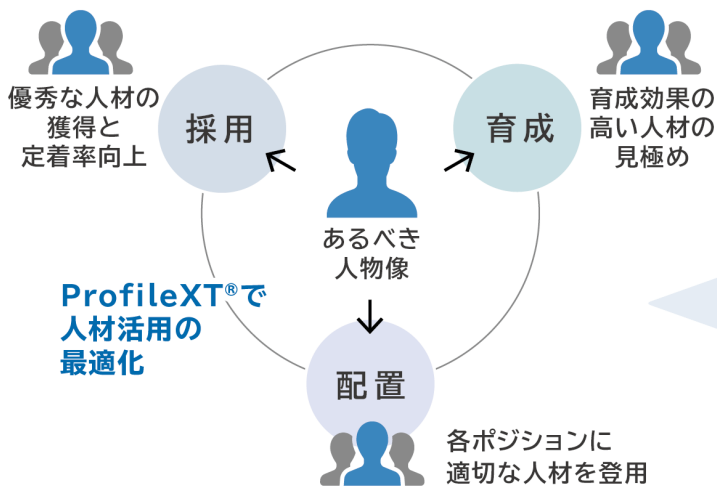 優秀な人材の
獲得と
定着率向上
採用
育成
育成効果の
高い人材の
見極め
あるべき
人物像
ProfileXT®で
人材活用の
最適化
配置
各ポジションに
適切な人材を登用